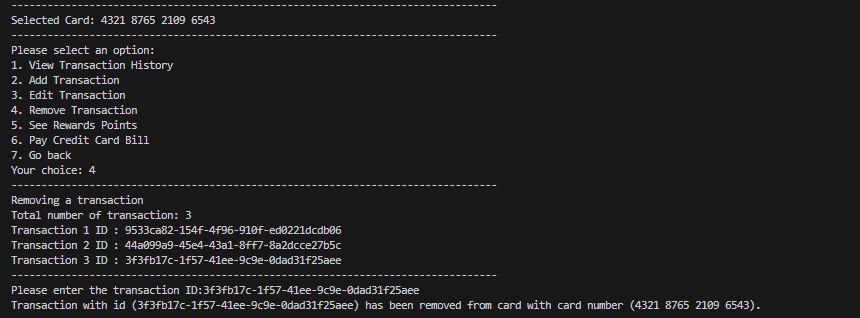 ---------------------------------------------------------------------------------
Selected Card: 4321 8765 2109 6543
---------------------------------------------------------------------------------
Please select an option:
1. View Transaction History
2. Add Transaction
3. Edit Transaction
4. Remove Transaction
5. See Rewards Points
6. Pay Credit Card Bill
7. Go back
Your choice: 4
---------------------------------------------------------------------------------
Removing a transaction
Total number of transaction: 3
Transaction 1 ID : 9533ca82-154f-4f96-910f-ed0221dcdb06
Transaction 2 ID : 44a099a9-45e4-43a1-8ff7-8a2dcce27b5c
Transaction 3 ID : 3f3fb17c-1f57-41ee-9c9e-0dad31f25aee
---------------------------------------------------------------------------------
Please enter the transaction ID:3f3fb17c-1f57-41ee-9c9e-0dad31f25aee
Transaction with id (3f3fb17c-1f57-41ee-9c9e-0dad31f25aee) has been removed from card with card number (4321 8765 2109 6543).